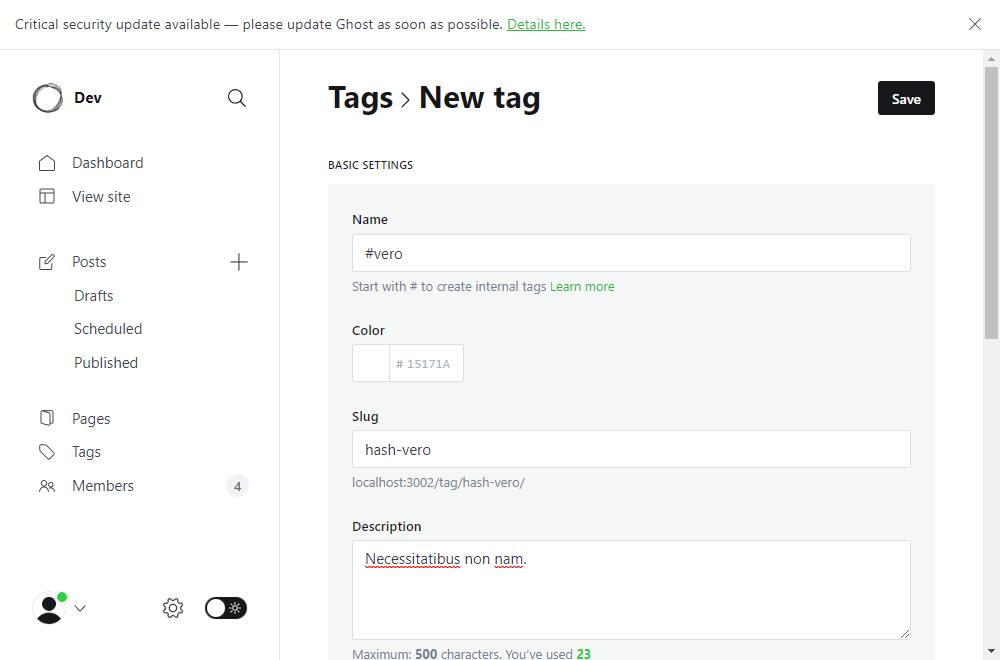 Critical security update available — please update Ghost as soon as possible. Details here.
Dev
Dashboard
View site
Posts
Drafts
Scheduled
Published
Pages
Tags
Members
4
Tags
New tag
Save
BASIC SETTINGS
Name
#vero
Start with # to create internal tags Learn more
Color
# 15171A
Slug
hash-vero
localhost:3002/tag/hash-vero/
Description
Necessitatibus non nam.
Maximum: 500 characters. You've used 23